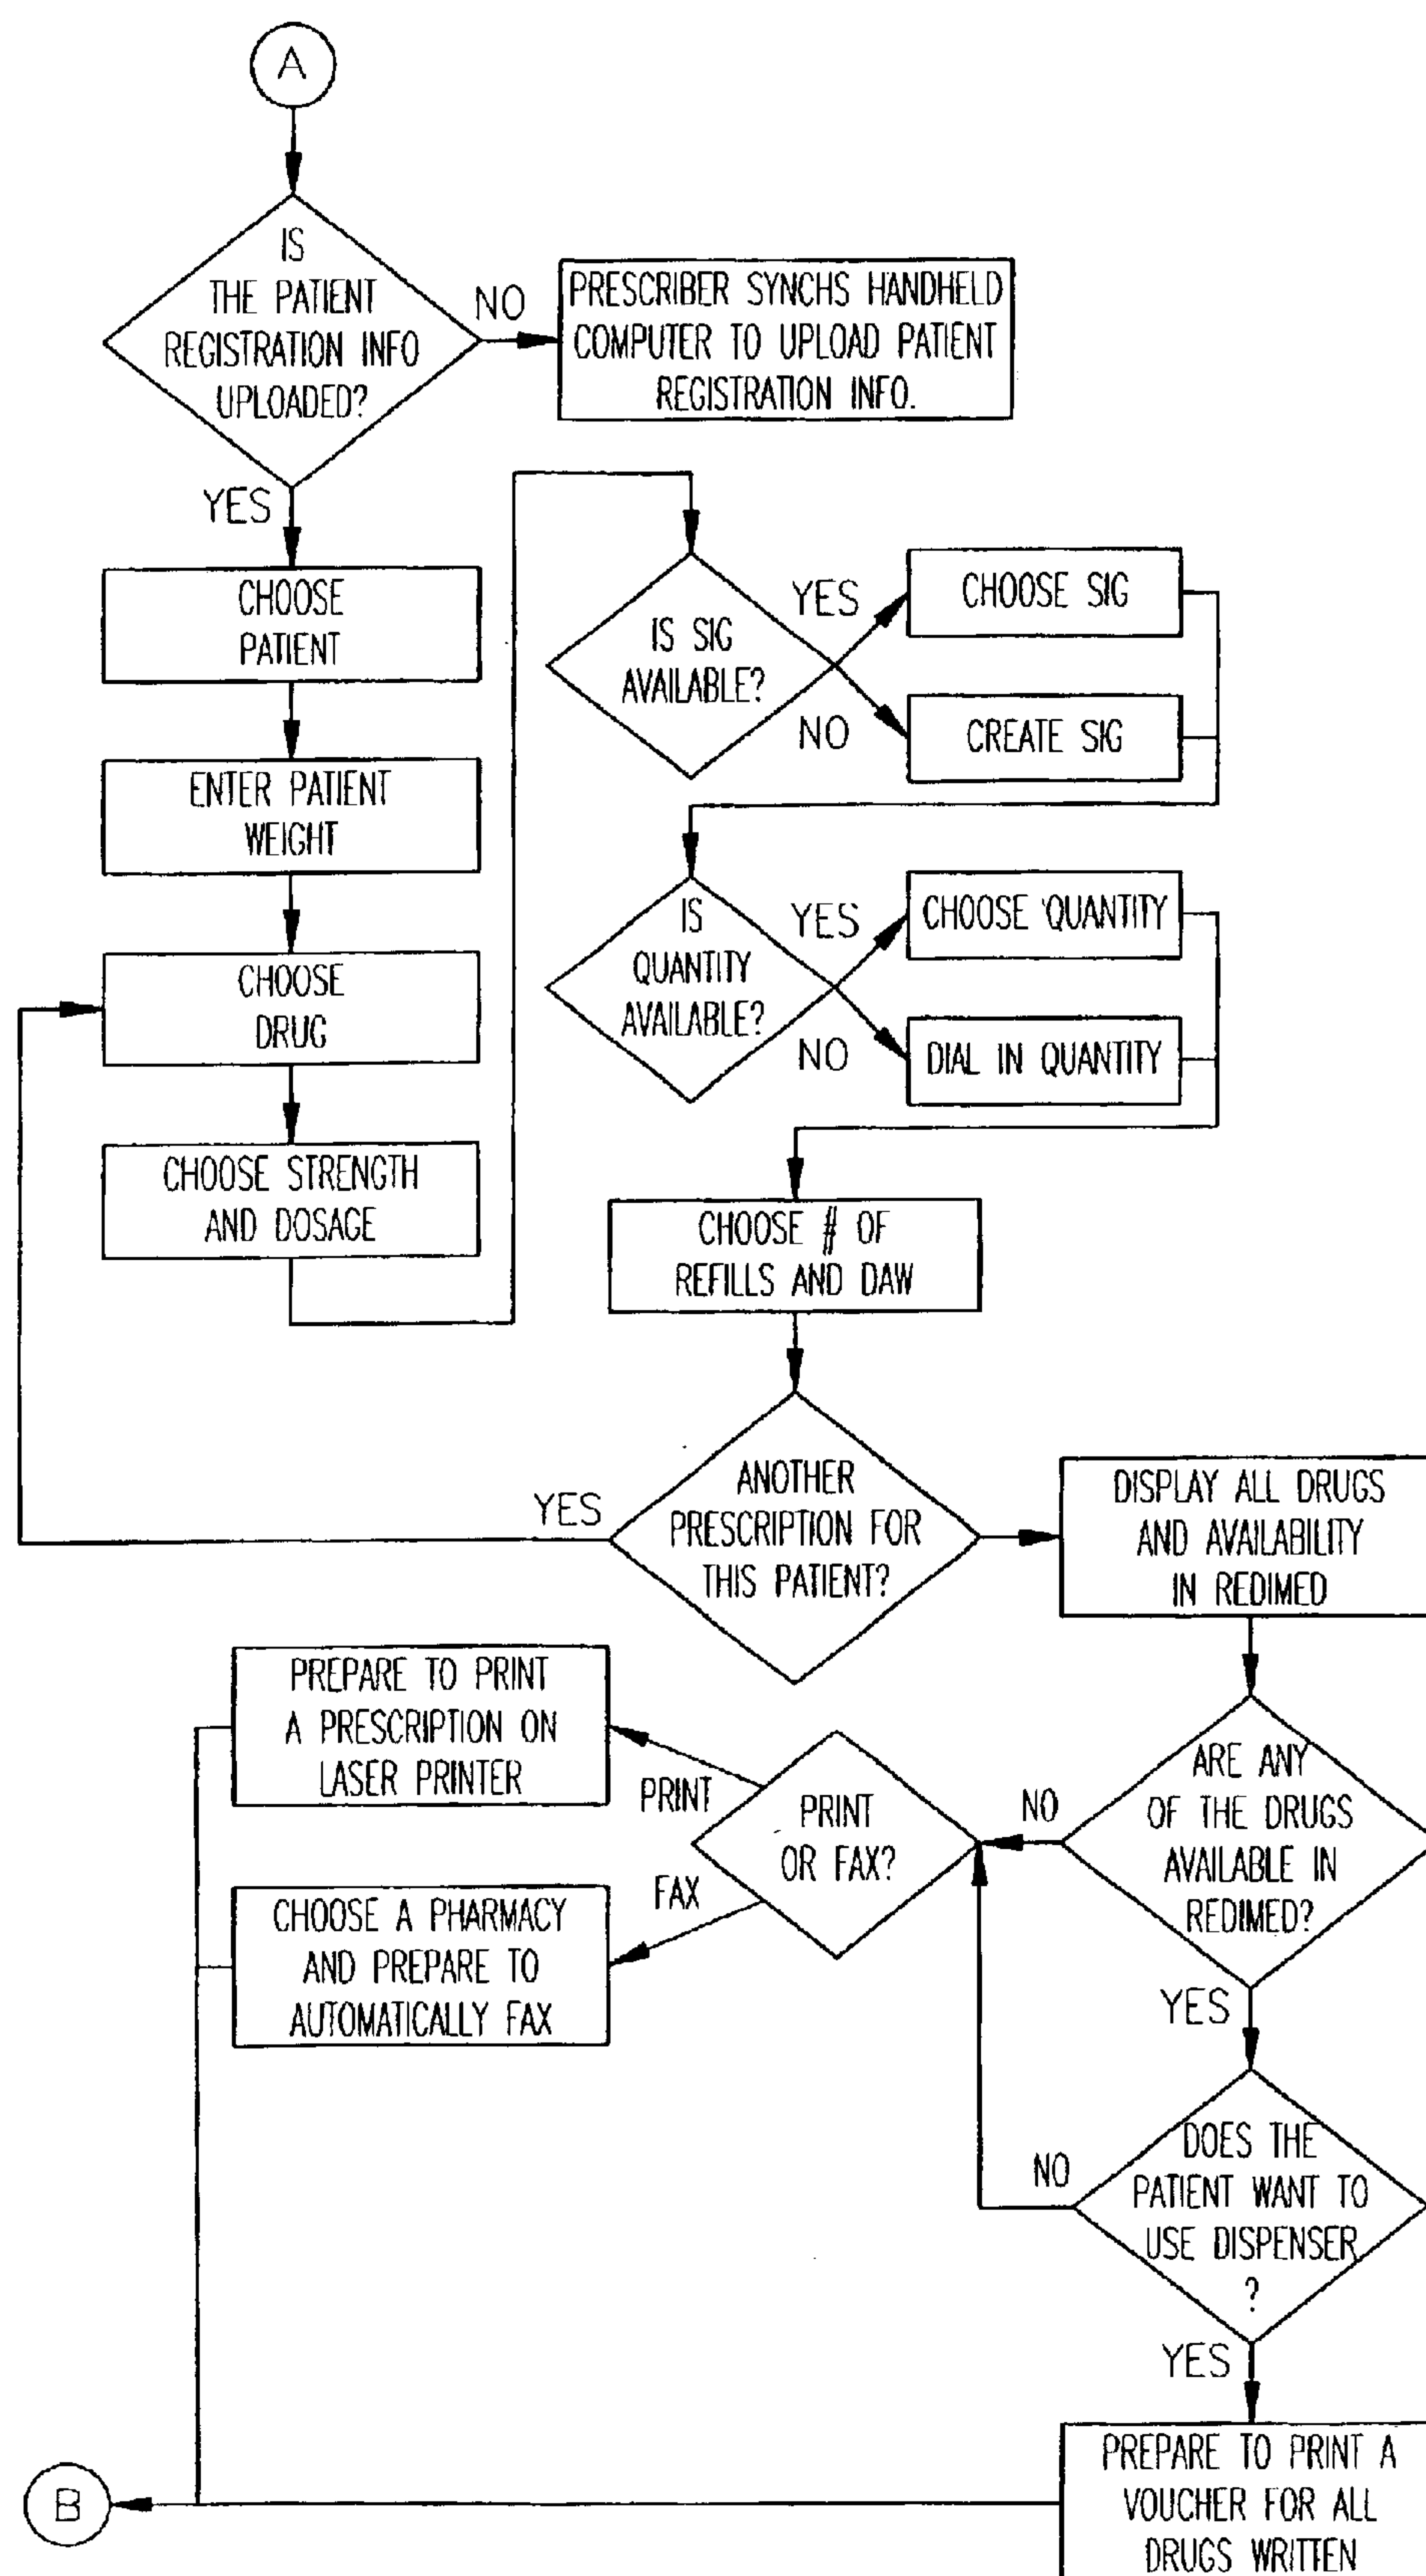 A
IS
THE PATIENT
REGISTRATION INFO
UPLOADED?
NO
PRESCRIBER SYNCHS HANDHELD
COMPUTER TO UPLOAD PATIENT
REGISTRATION INFO.
YES
CHOOSE
PATIENT
ENTER PATIENT
WEIGHT
CHOOSE
DRUG
CHOOSE STRENGTH
AND DOSAGE
IS SIG
AVAILABLE?
YES
CHOOSE SIG
NO
CREATE SIG
IS
QUANTITY
AVAILABLE?
YES
CHOOSE QUANTITY
NO
DIAL IN QUANTITY
CHOOSE # OF
REFILLS AND DAW
ANOTHER
PRESCRIPTION FOR
THIS PATIENT?
YES
DISPLAY ALL DRUGS
AND AVAILABILITY
IN REDIMED
ARE ANY
OF THE DRUGS
AVAILABLE IN
REDIMED?
NO
PRINT
OR FAX?
PRINT
PREPARE TO PRINT
A PRESCRIPTION ON
LASER PRINTER
FAX
CHOOSE A PHARMACY
AND PREPARE TO
AUTOMATICALLY FAX
YES
DOES THE
PATIENT WANT TO
USE DISPENSER
?
NO
YES
PREPARE TO PRINT A
VOUCHER FOR ALL
DRUGS WRITTEN
B